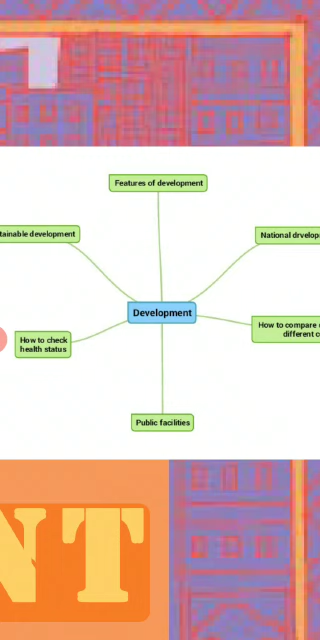 Features of development
tainable development
National drvelop
Development
How to compare
different c
How to check
health status
Public facilities
NT